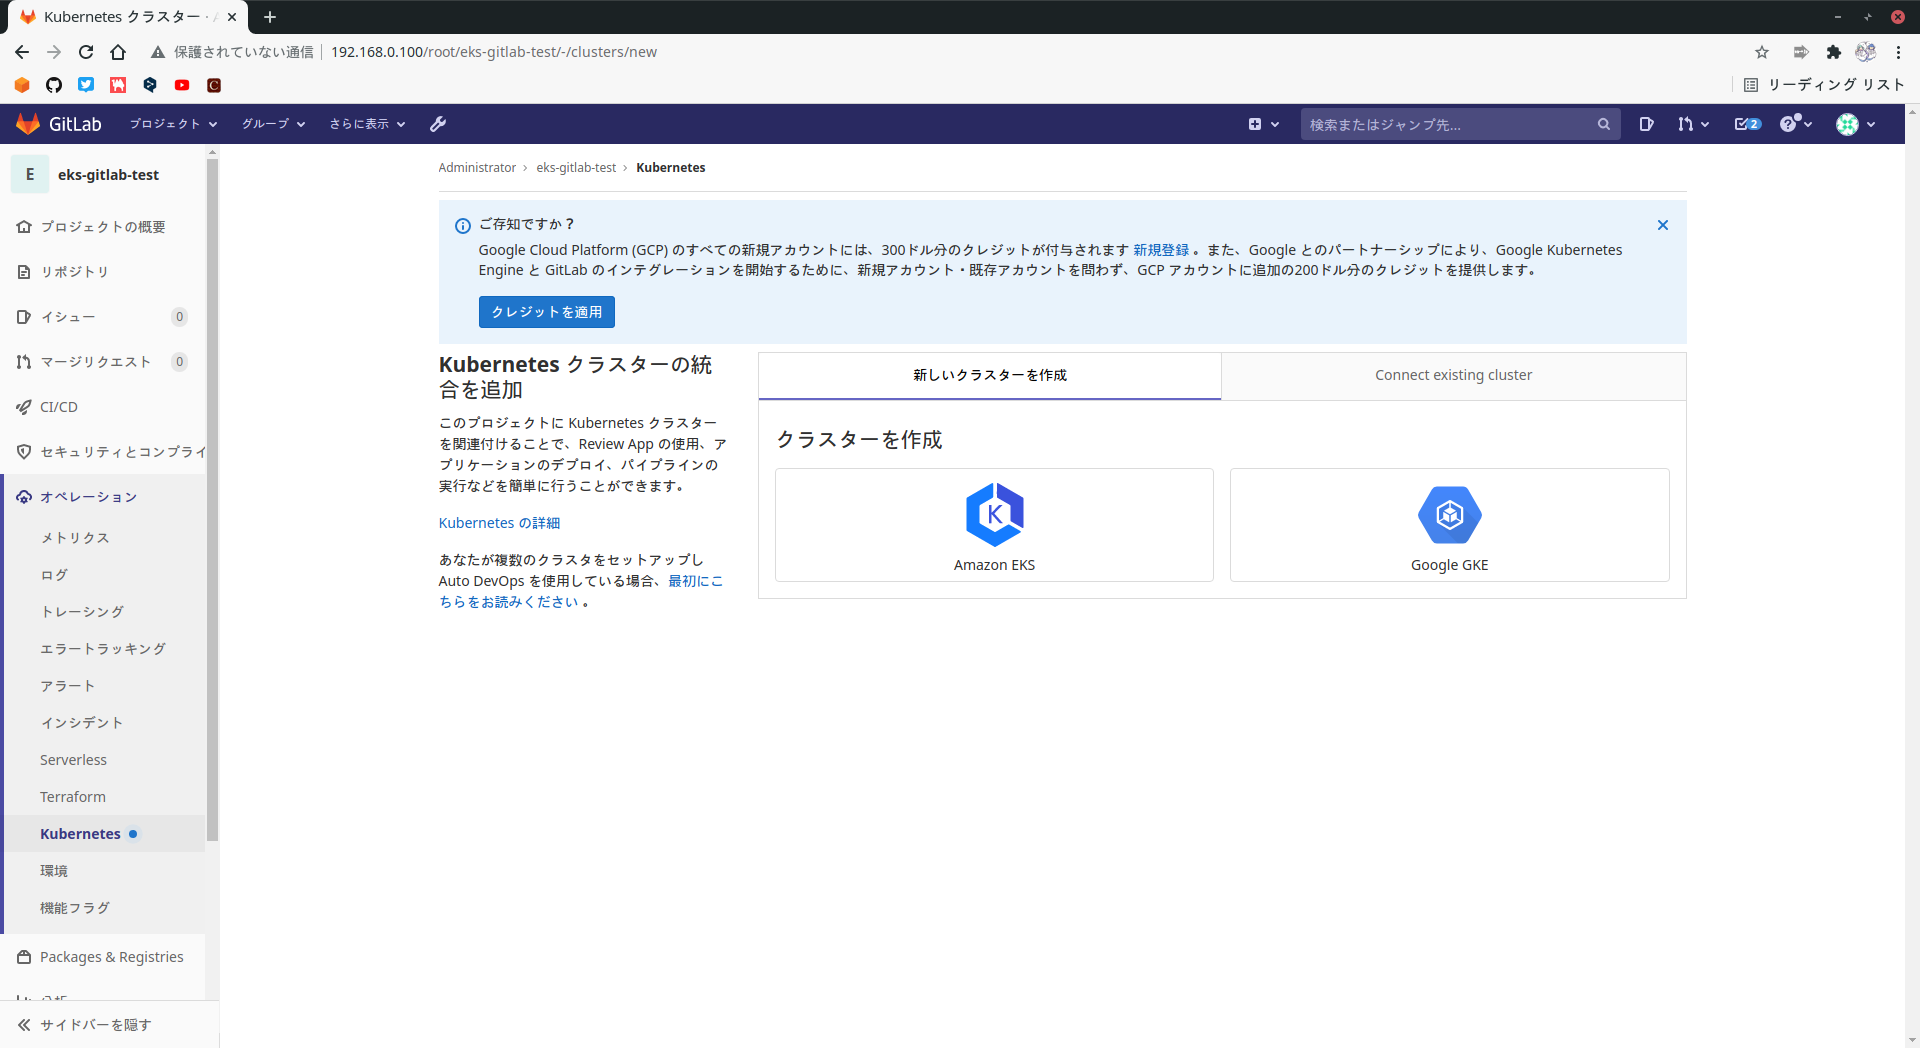 Kubernetes クラスター ·
保護されていない通信
192.168.0.100/root/eks-gitlab-test/-/clusters/new
リーディング リスト
GitLab
プロジェクト
グループ
さらに表示
検索またはジャンプ先...
2
E
eks-gitlab-test
プロジェクトの概要
リポジトリ
イシュー
0
マージリクエスト
0
CI/CD
セキュリティとコンプライ
オペレーション
メトリクス
ログ
トレーシング
エラートラッキング
アラート
インシデント
Serverless
Terraform
Kubernetes
環境
機能フラグ
Packages & Registries
サイドバーを隠す
Administrator › eks-gitlab-test › Kubernetes
ご存知ですか？
Google Cloud Platform (GCP) のすべての新規アカウントには、300ドル分のクレジットが付与されます 新規登録 。また、Google とのパートナーシップにより、Google Kubernetes
Engine と GitLab のインテグレーションを開始するために、新規アカウント・既存アカウントを問わず、GCP アカウントに追加の200ドル分のクレジットを提供します。
クレジットを適用
Kubernetes クラスターの統
合を追加
このプロジェクトに Kubernetes クラスター
を関連付けることで、Review App の使用、ア
プリケーションのデプロイ、パイプラインの
実行などを簡単に行うことができます。
Kubernetes の詳細
あなたが複数のクラスタをセットアップし
Auto DevOps を使用している場合、最初にこ
ちらをお読みください 。
新しいクラスターを作成
Connect existing cluster
クラスターを作成
Amazon EKS
Google GKE